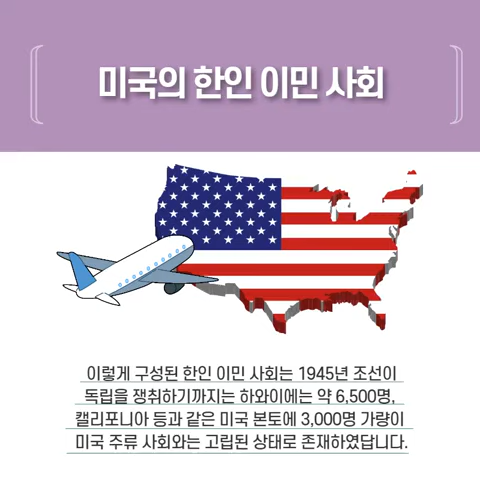 미국의 한인 이민 사회
이렇게 구성된 한인 이민 사회는 1945년 조선이
독립을 쟁취하기까지는 하와이에는 약 6,500명,
캘리포니아 등과 같은 미국 본토에 3,000명 가량이
미국 주류 사회와는 고립된 상태로 존재하였답니다.